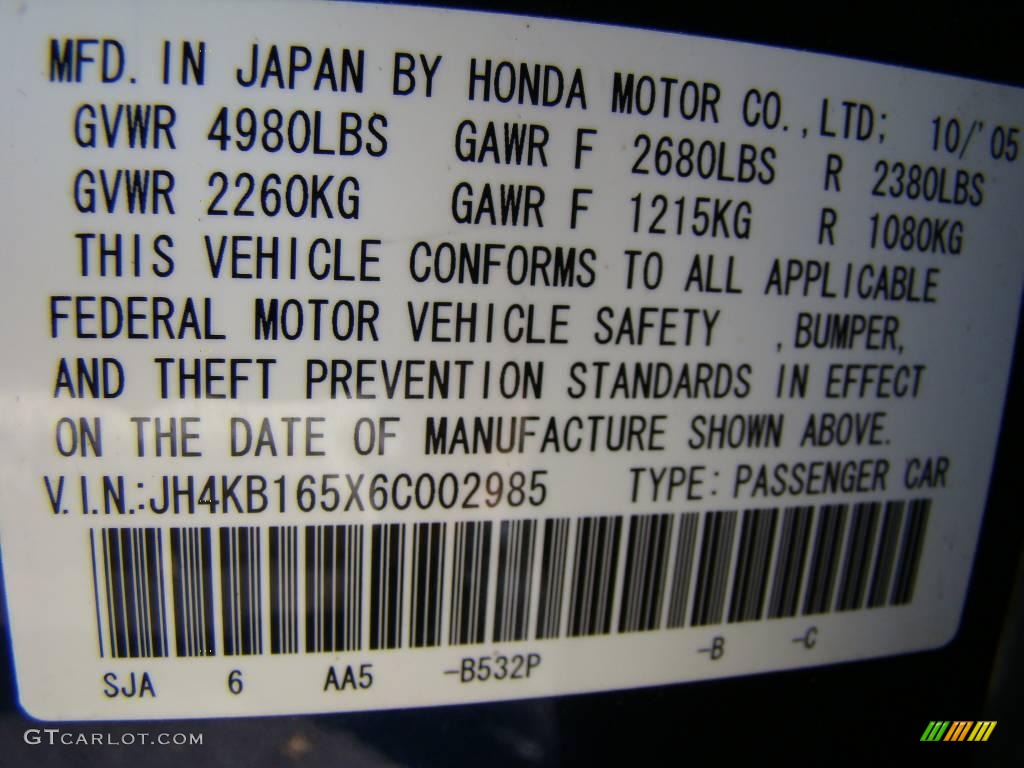 MFD. IN JAPAN BY HONDA MOTOR CO., LTD; 10/'05
GVWR 4980LBS GAWR F 2680LBS R 2380LBS
GVWR 2260KG GAWR F 1215KG R 1080KG
THIS VEHICLE CONFORMS TO ALL APPLICABLE
FEDERAL MOTOR VEHICLE SAFETY , BUMPER,
AND THEFT PREVENTION STANDARDS IN EFFECT
ON THE DATE OF MANUFACTURE SHOWN ABOVE.
V.I.N.:JH4KB165X6C002985 TYPE: PASSENGER CAR
SJA 6 AA5 -B532P -B -C
GTCARLOT.COM